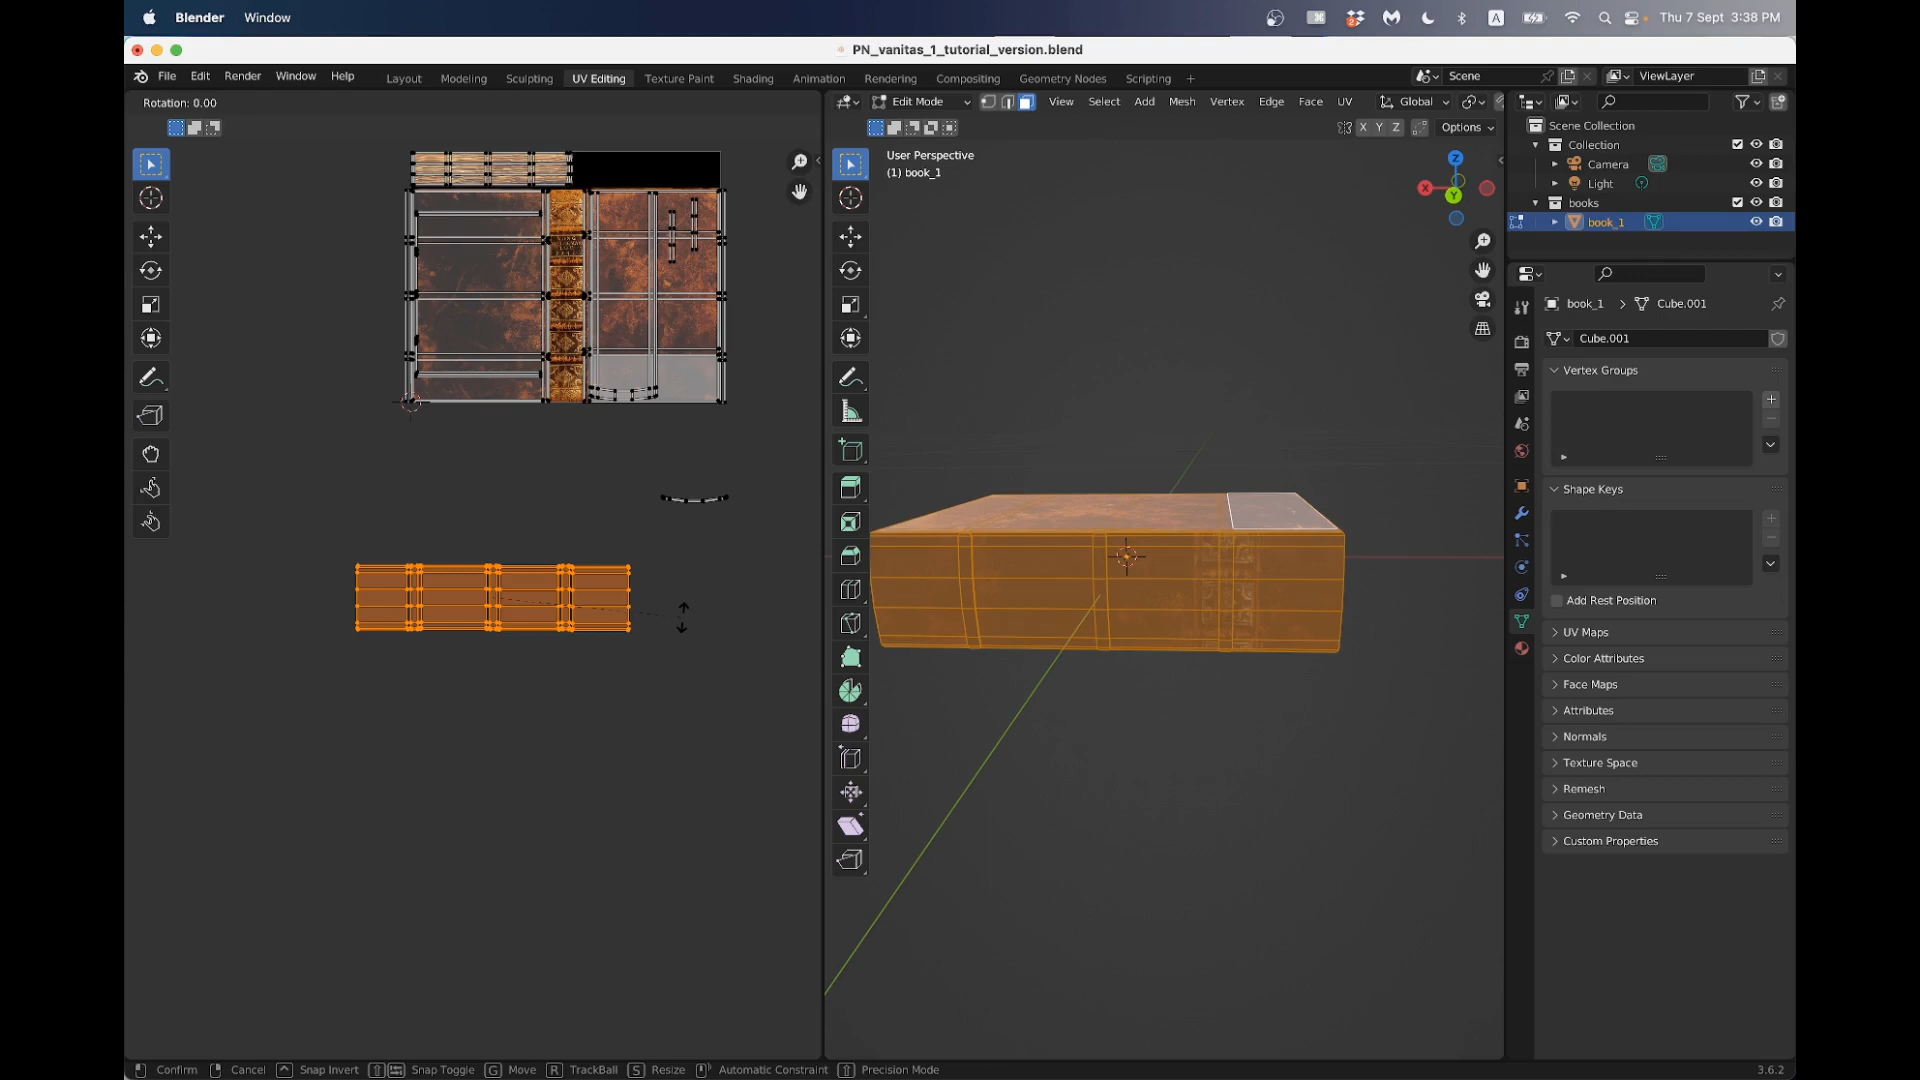 Blender Window
A Thu 7 Sept 3:38 PM
PN_vanitas_1_tutorial_version.blend
File Edit Render Window Help
Layout Modeling Sculpting UV Editing Texture Paint Shading Animation Rendering Compositing Geometry Nodes Scripting +
Scene ViewLayer
Rotation: 0.00
Edit Mode View Select Add Mesh Vertex Edge Face UV Global
X Y Z Options
User Perspective
(1) book_1
Z
X
Y
Scene Collection
Collection
Camera
Light
books
book_1
book_1 > Cube.001
Cube.001
Vertex Groups
Shape Keys
Add Rest Position
UV Maps
Color Attributes
Face Maps
Attributes
Normals
Texture Space
Remesh
Geometry Data
Custom Properties
Confirm Cancel Snap Invert Snap Toggle G Move R TrackBall S Resize Automatic Constraint Precision Mode 3.6.2